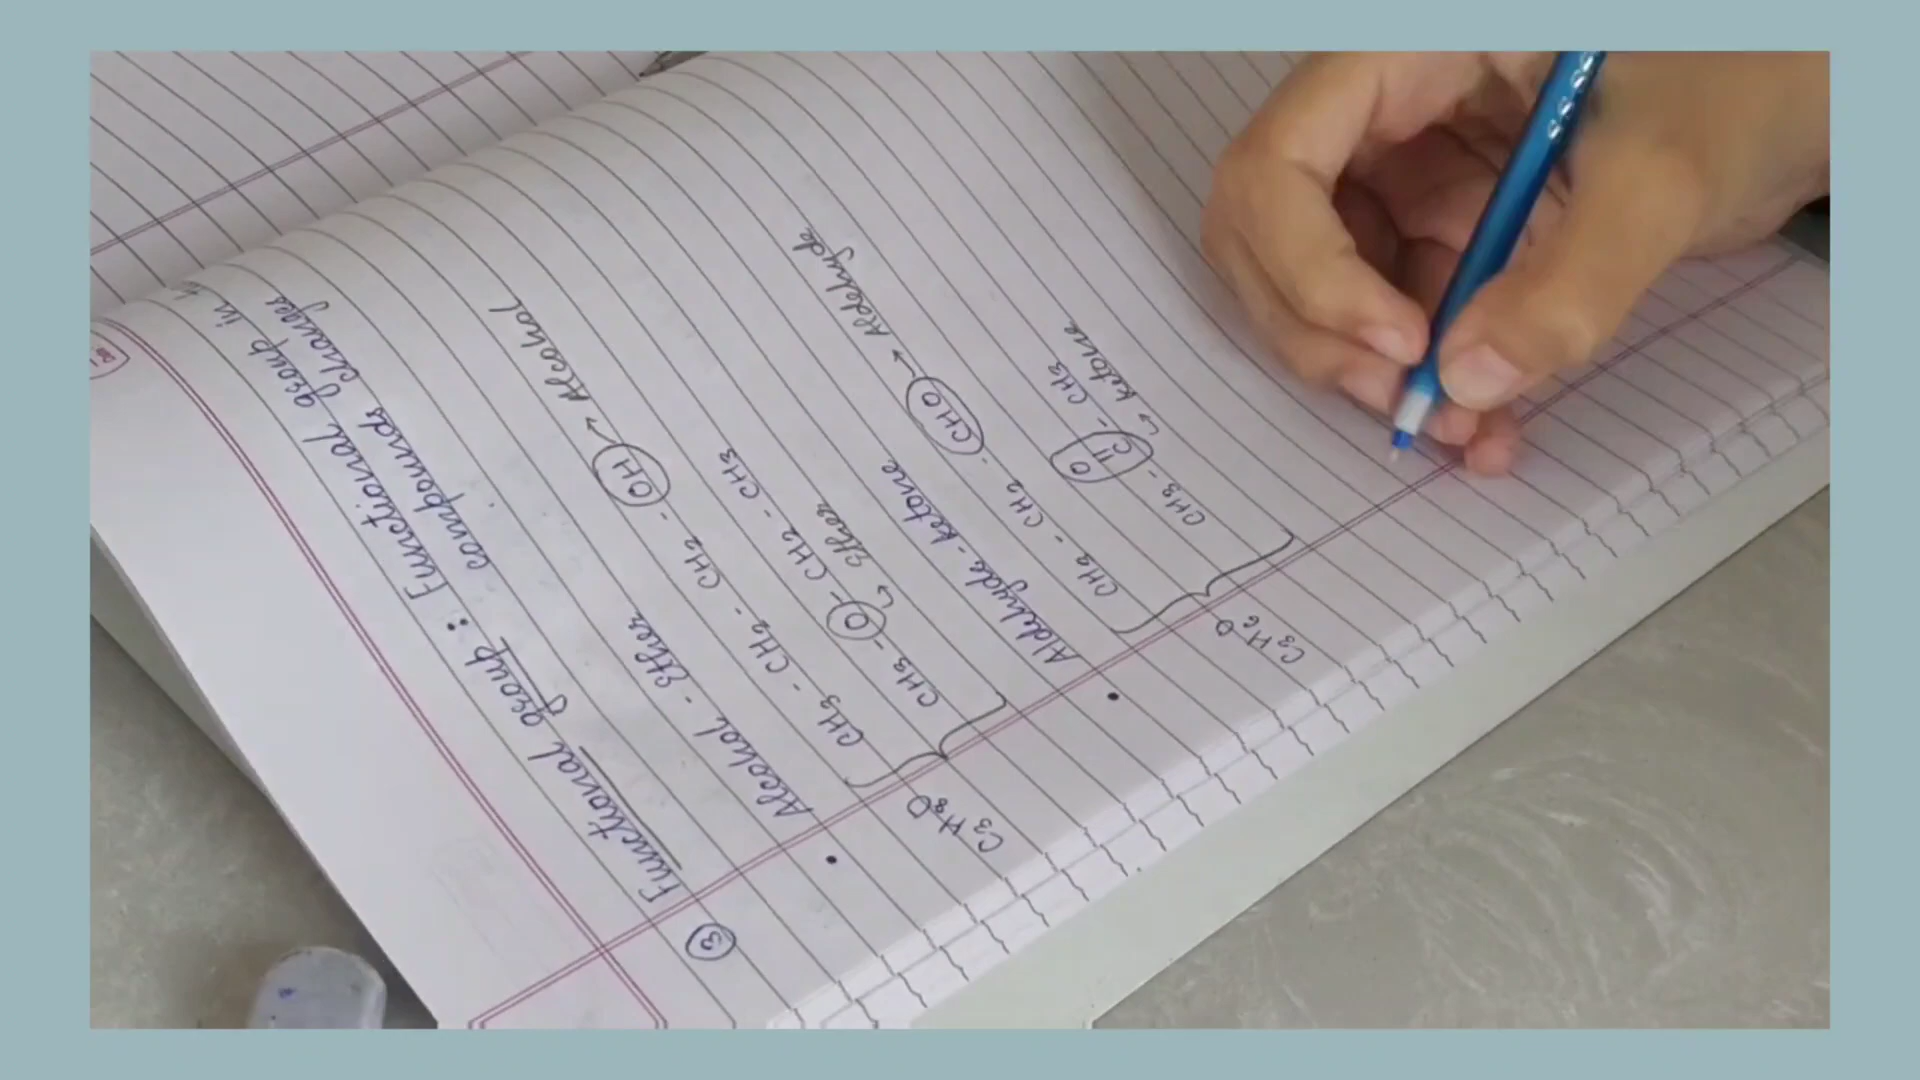 ③ Functional group : Functional group in
compounds changes
• Alcohol - Ether
C3H8O
CH3 - CH2 - CH2 - OH → Alcohol
CH3 - O - CH2 - CH3
↳ Ether
• Aldehyde - ketone
C3H6O
CH3 - CH2 - CHO → Aldehyde
O
||
CH3 - C - CH3
↳ ketone